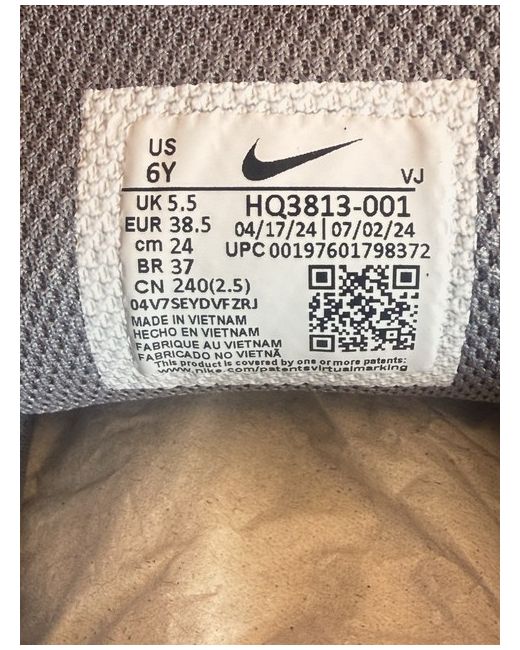 US
6Y
VJ
UK 5.5
EUR 38.5
cm 24
BR 37
CN 240(2.5)
HQ3813-001
04/17/24 | 07/02/24
UPC 00197601798372
04V7SEYDVFZRJ
MADE IN VIETNAM
HECHO EN VIETNAM
FABRIQUE AU VIETNAM
FABRICADO NO VIETNÃ
This product is covered by one or more patents:
www.nike.com/patentsvirtualmarking